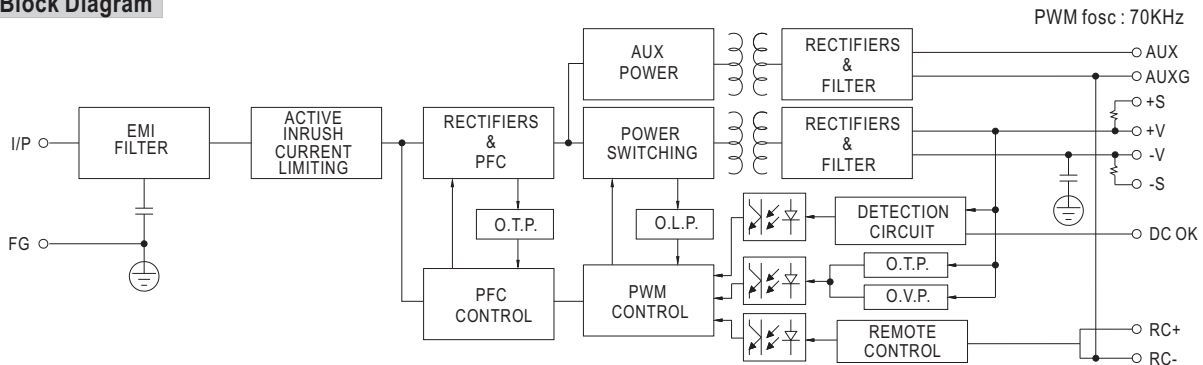 Block Diagram
PWM fosc : 70KHz
I/P
FG
EMI
FILTER
ACTIVE
INRUSH
CURRENT
LIMITING
RECTIFIERS
&
PFC
O.T.P.
PFC
CONTROL
AUX
POWER
POWER
SWITCHING
O.L.P.
PWM
CONTROL
RECTIFIERS
&
FILTER
RECTIFIERS
&
FILTER
DETECTION
CIRCUIT
O.T.P.
O.V.P.
REMOTE
CONTROL
AUX
AUXG
+S
+V
-V
-S
DC OK
RC+
RC-